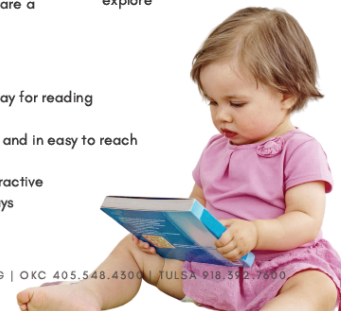 are a
explore
ay for reading
and in easy to reach
ractive
ys
G | OKC 405.548.4300 | TULSA 918.392.7600